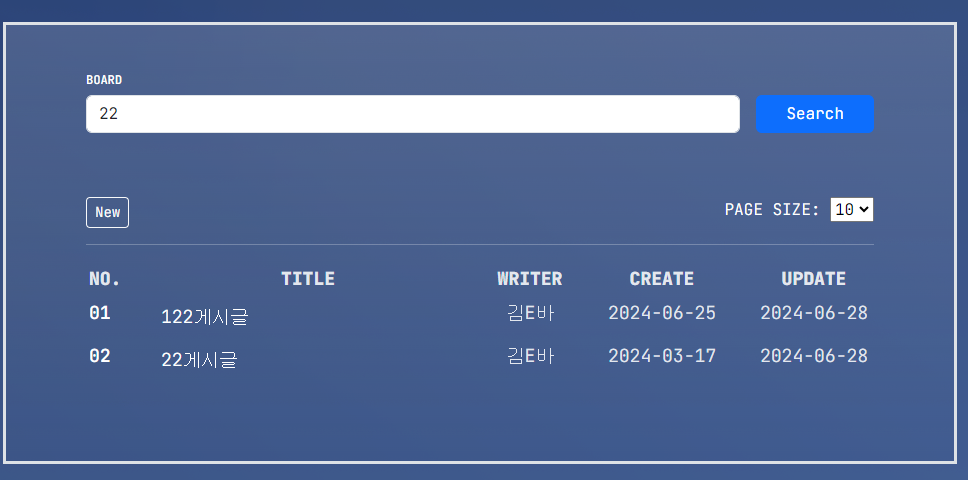 BOARD
22 Search
New PAGE SIZE: 10
NO. TITLE WRITER CREATE UPDATE
01 122게시글 김E바 2024-06-25 2024-06-28
02 22게시글 김E바 2024-03-17 2024-06-28